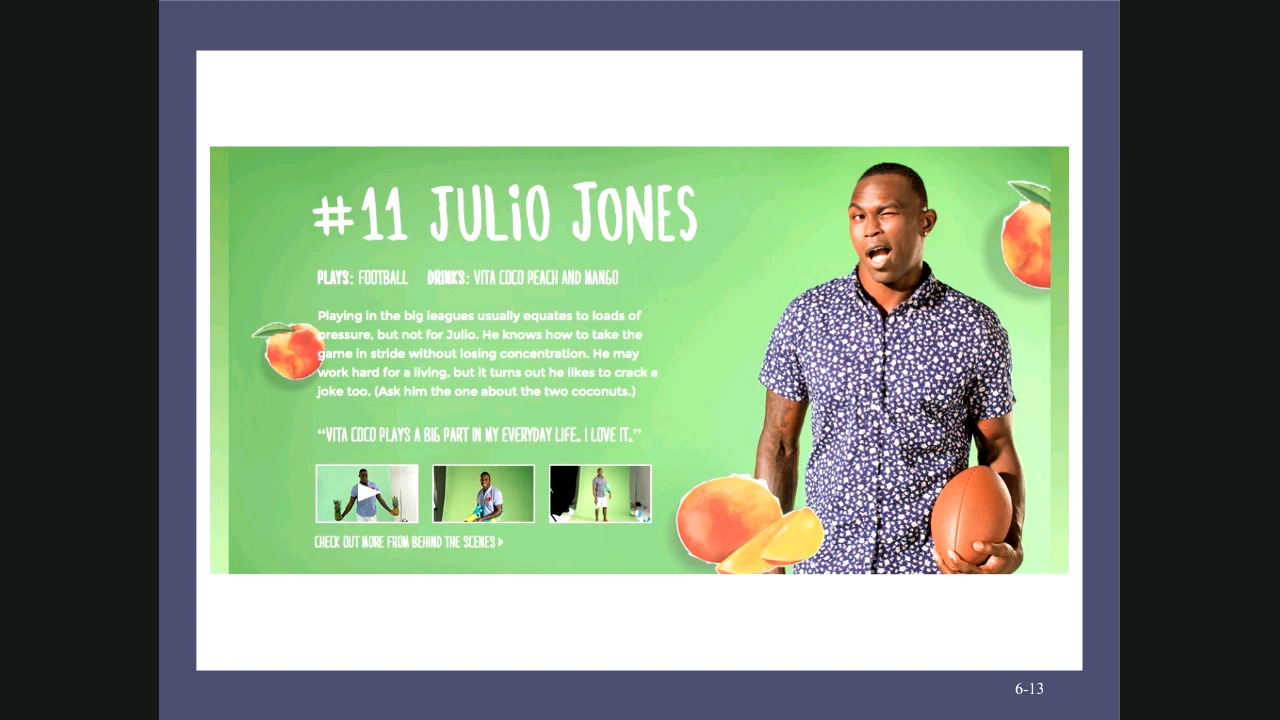 #11 JULIO JONES
PLAYS: FOOTBALL DRINKS: VITA COCO PEACH AND MANGO
Playing in the big leagues usually equates to loads of
pressure, but not for Julio. He knows how to take the
game in stride without losing concentration. He may
work hard for a living, but it turns out he likes to crack a
joke too. (Ask him the one about the two coconuts.)
“VITA COCO PLAYS A BIG PART IN MY EVERYDAY LIFE. I LOVE IT.”
CHECK OUT MORE FROM BEHIND THE SCENES
6-13